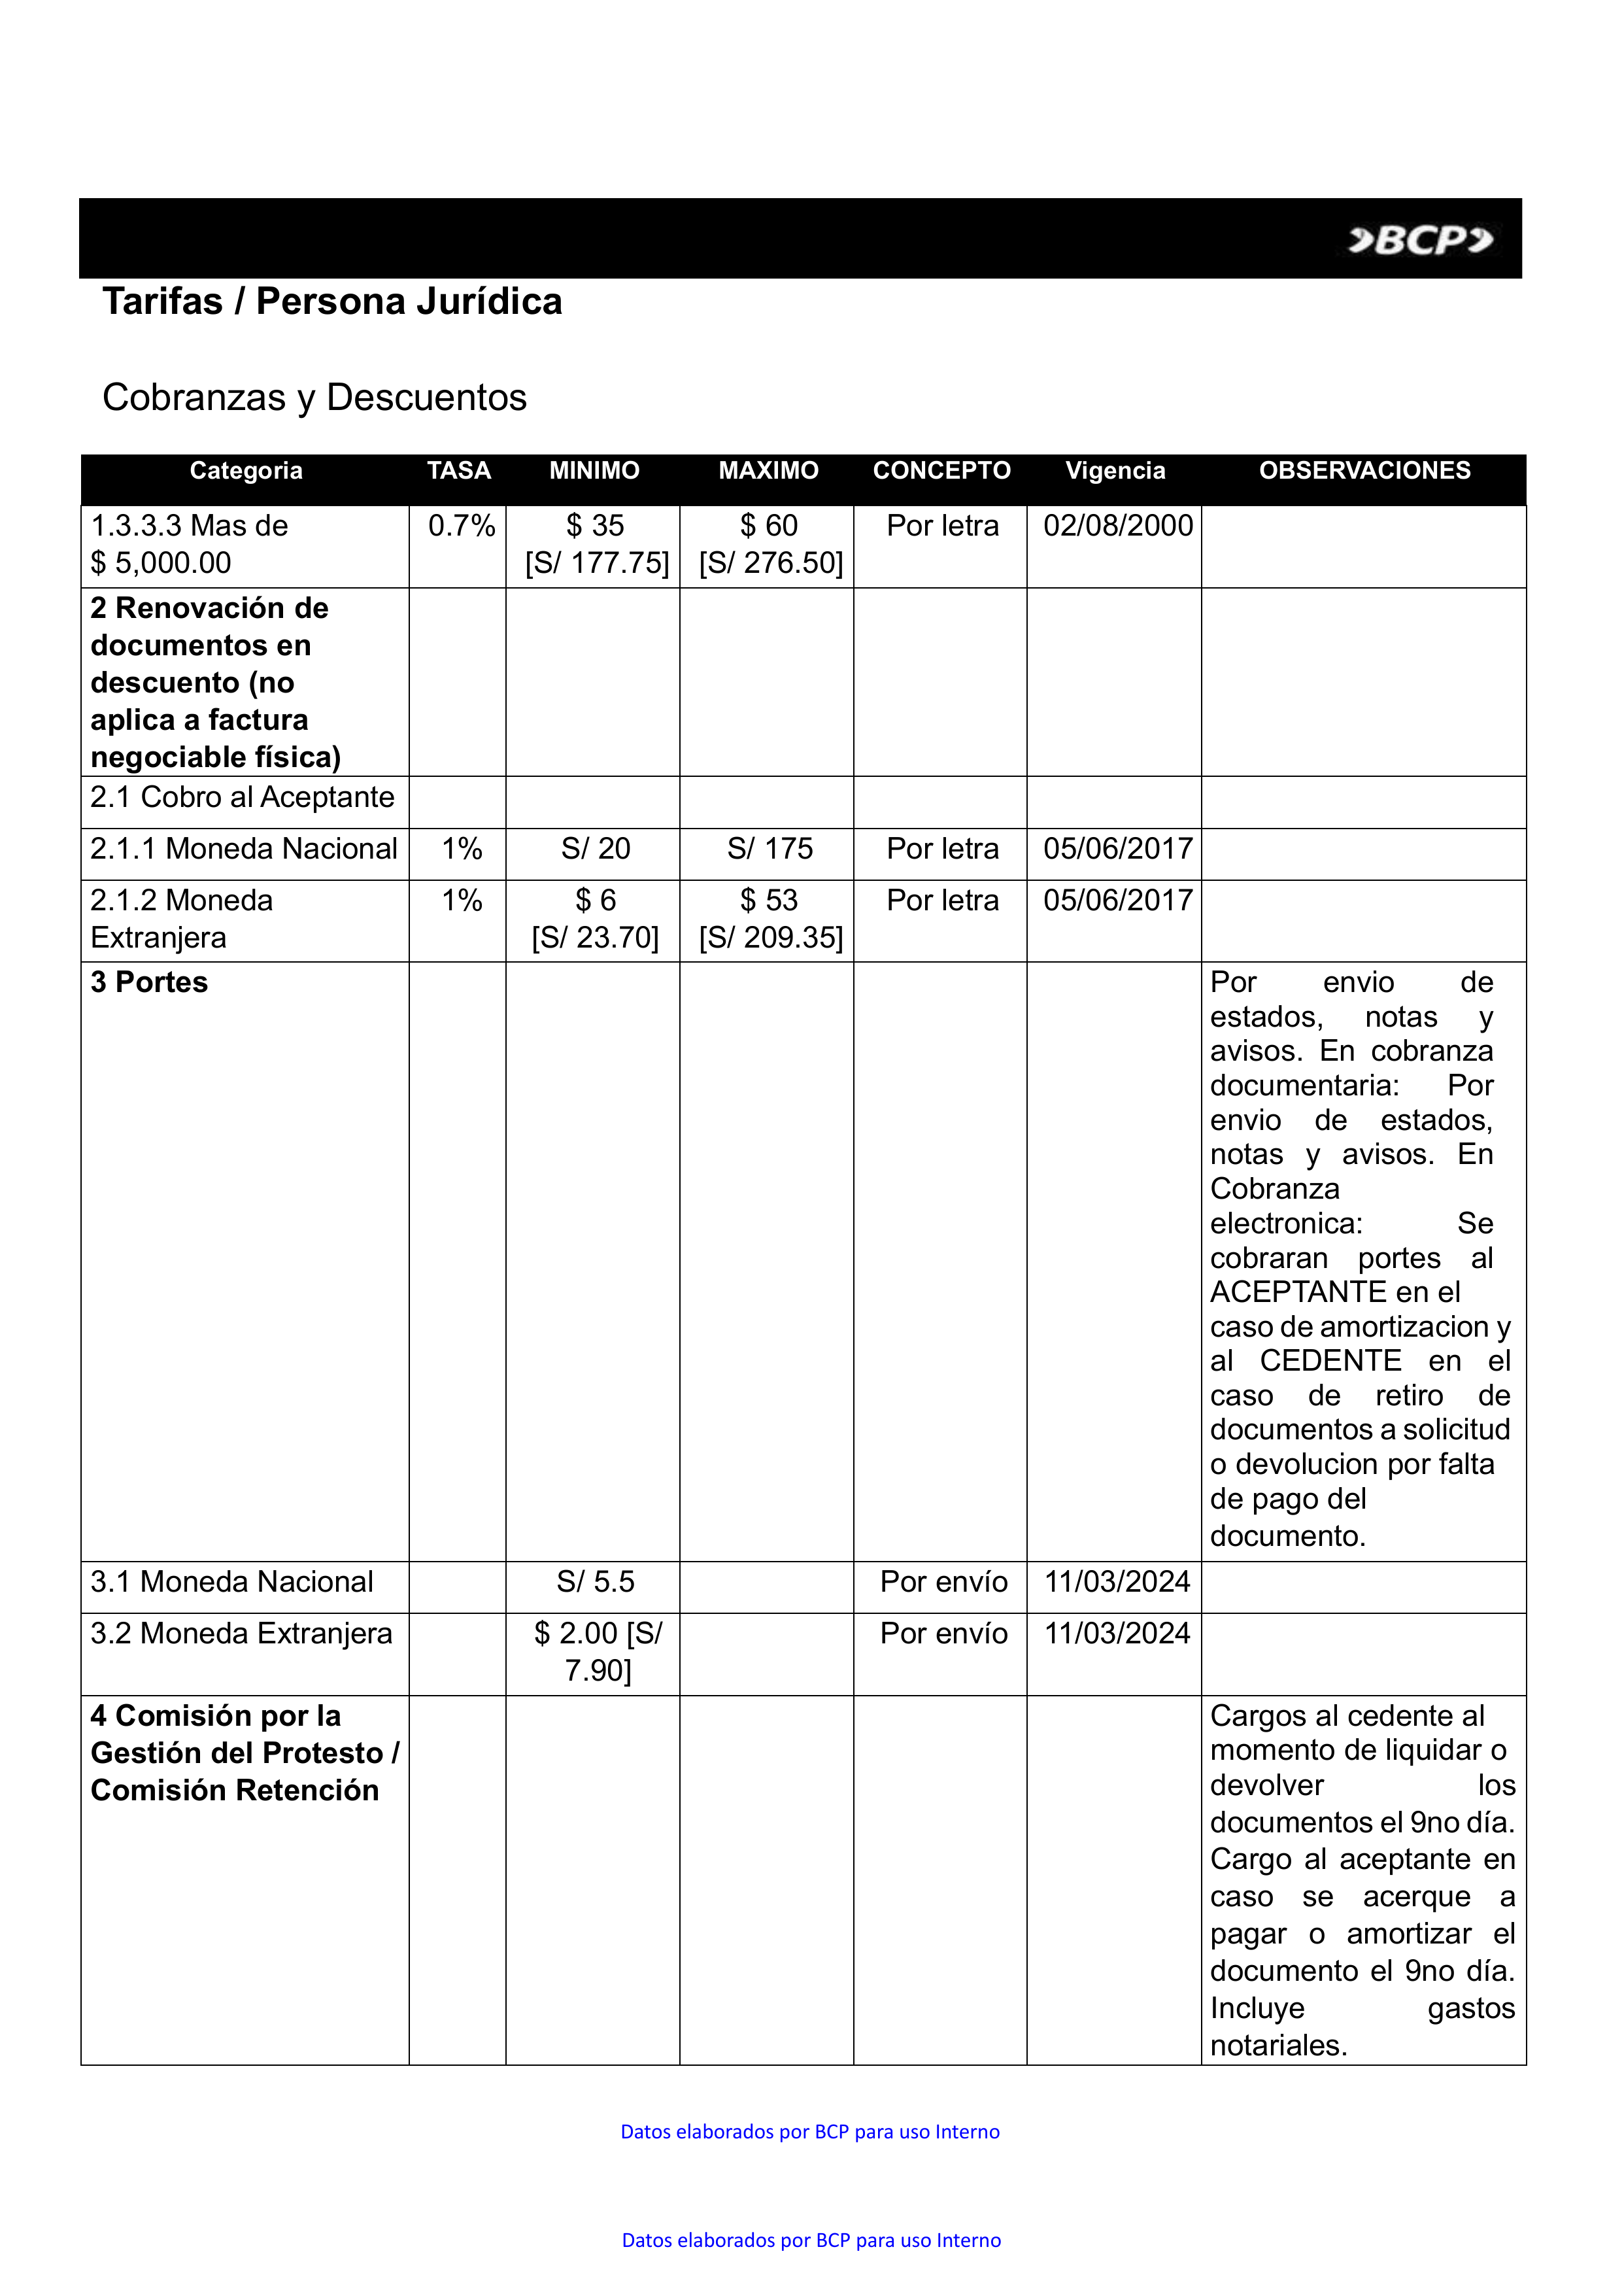 BCP
Tarifas / Persona Jurídica
Cobranzas y Descuentos
Categoria TASA MINIMO MAXIMO CONCEPTO Vigencia OBSERVACIONES
1.3.3.3 Mas de 0.7% $ 35 $ 60 Por letra 02/08/2000
$ 5,000.00 [S/ 177.75] [S/ 276.50]
2 Renovación de
documentos en
descuento (no
aplica a factura
negociable física)
2.1 Cobro al Aceptante
2.1.1 Moneda Nacional 1% S/ 20 S/ 175 Por letra 05/06/2017
2.1.2 Moneda 1% $ 6 $ 53 Por letra 05/06/2017
Extranjera [S/ 23.70] [S/ 209.35]
3 Portes Por envio de
estados, notas y
avisos. En cobranza
documentaria: Por
envio de estados,
notas y avisos. En
Cobranza
electronica: Se
cobraran portes al
ACEPTANTE en el
caso de amortizacion y
al CEDENTE en el
caso de retiro de
documentos a solicitud
o devolucion por falta
de pago del
documento.
3.1 Moneda Nacional S/ 5.5 Por envío 11/03/2024
3.2 Moneda Extranjera $ 2.00 [S/ Por envío 11/03/2024
7.90]
4 Comisión por la Cargos al cedente al
Gestión del Protesto / momento de liquidar o
Comisión Retención devolver los
documentos el 9no día.
Cargo al aceptante en
caso se acerque a
pagar o amortizar el
documento el 9no día.
Incluye gastos
notariales.
Datos elaborados por BCP para uso Interno
Datos elaborados por BCP para uso Interno